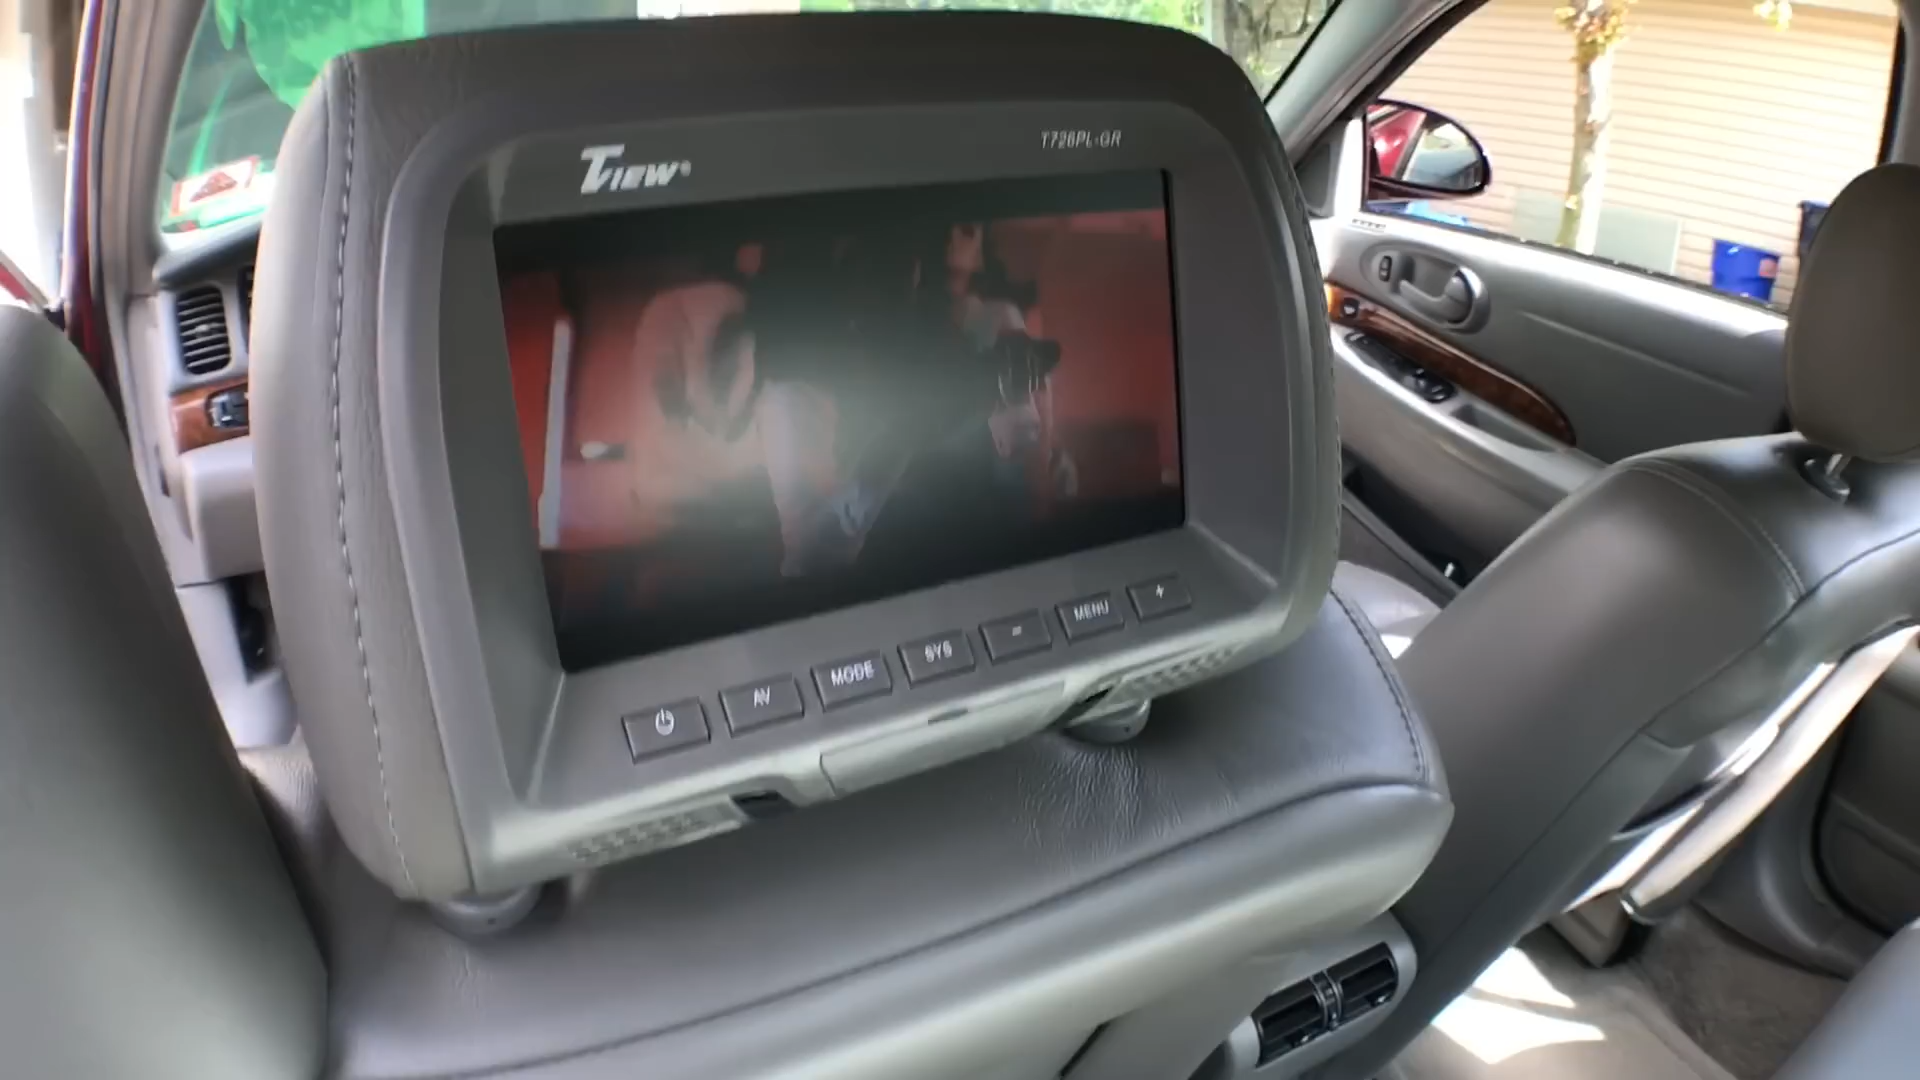 TVIEW®
T726PL-GR
AV
MODE
SYS
-
MENU
+